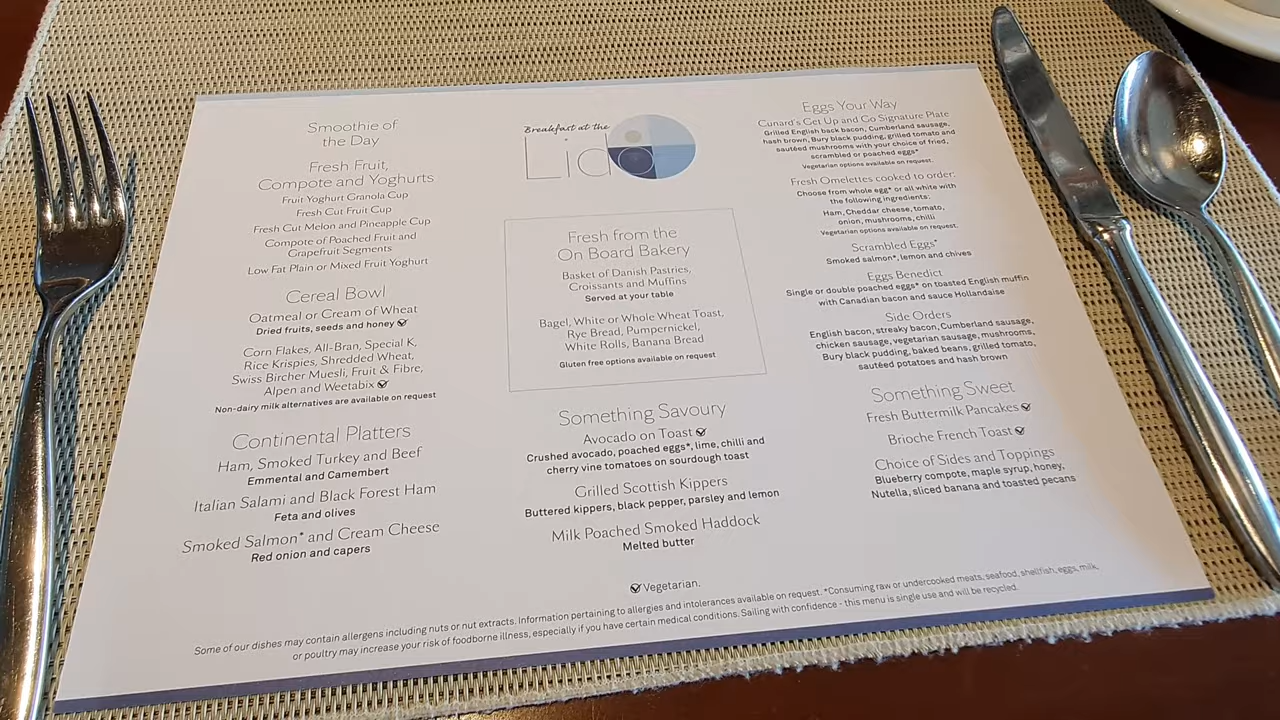 Smoothie of
the Day
Fresh Fruit,
Compote and Yoghurts
Fruit Yoghurt Granola Cup
Fresh Cut Fruit Cup
Fresh Cut Melon and Pineapple Cup
Compote of Poached Fruit and
Grapefruit Segments
Low Fat Plain or Mixed Fruit Yoghurt
Cereal Bowl
Oatmeal or Cream of Wheat
Dried fruits, seeds and honey
Corn Flakes, All-Bran, Special K,
Rice Krispies, Shredded Wheat,
Swiss Bircher Muesli, Fruit & Fibre,
Alpen and Weetabix
Non-dairy milk alternatives are available on request
Continental Platters
Ham, Smoked Turkey and Beef
Emmental and Camembert
Italian Salami and Black Forest Ham
Feta and olives
Smoked Salmon* and Cream Cheese
Red onion and capers
Breakfast at the
Lido
Fresh from the
On Board Bakery
Basket of Danish Pastries,
Croissants and Muffins
Served at your table
Bagel, White or Whole Wheat Toast,
Rye Bread, Pumpernickel,
White Rolls, Banana Bread
Gluten free options available on request
Something Savoury
Avocado on Toast
Crushed avocado, poached eggs*, lime, chilli and
cherry vine tomatoes on sourdough toast
Grilled Scottish Kippers
Buttered kippers, black pepper, parsley and lemon
Milk Poached Smoked Haddock
Melted butter
Eggs Your Way
Cunard's Get Up and Go Signature Plate
Grilled English back bacon, Cumberland sausage,
hash brown, Bury black pudding, grilled tomato and
sautéed mushrooms with your choice of fried,
scrambled or poached eggs*
Vegetarian options available on request.
Fresh Omelettes cooked to order:
Choose from whole egg* or all white with
the following ingredients:
Ham, Cheddar cheese, tomato,
onion, mushrooms, chilli
Vegetarian options available on request.
Scrambled Eggs*
Smoked salmon*, lemon and chives
Eggs Benedict
Single or double poached eggs* on toasted English muffin
with Canadian bacon and sauce Hollandaise
Side Orders
English bacon, streaky bacon, Cumberland sausage,
chicken sausage, vegetarian sausage, mushrooms,
Bury black pudding, baked beans, grilled tomato,
sautéed potatoes and hash brown
Something Sweet
Fresh Buttermilk Pancakes
Brioche French Toast
Choice of Sides and Toppings
Blueberry compote, maple syrup, honey,
Nutella, sliced banana and toasted pecans
Vegetarian.
Some of our dishes may contain allergens including nuts or nut extracts. Information pertaining to allergies and intolerances available on request. *Consuming raw or undercooked meats, seafood, shellfish, eggs, milk,
or poultry may increase your risk of foodborne illness, especially if you have certain medical conditions. Sailing with confidence - this menu is single use and will be recycled.